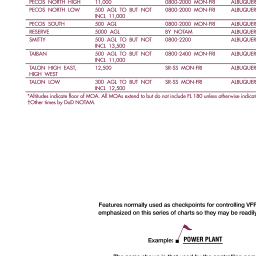 PECOS NORTH HIGH 11,000 0800-2000 MON-FRI ALBUQUER
PECOS NORTH LOW 500 AGL TO BUT NOT 0800-2000 MON-FRI ALBUQUER
INCL 11,000
PECOS SOUTH 500 AGL 0800-2000 MON-FRI ALBUQUER
RESERVE 5000 AGL BY NOTAM ALBUQUER
SMITTY 500 AGL TO BUT NOT 0800-2200 ALBUQUER
INCL 13,500
TAIBAN 500 AGL TO BUT NOT 0800-2400 MON-FRI ALBUQUER
INCL 11,000
TALON HIGH EAST, 12,500 SR-SS MON-FRI ALBUQUER
HIGH WEST
TALON LOW 300 AGL TO BUT NOT SR-SS MON-FRI ALBUQUER
INCL 12,500
*Altitudes indicate floor of MOA. All MOAs extend to but do not include FL 180 unless otherwise indicat
†Other times by DoD NOTAM.
Features normally used as checkpoints for controlling VFR
emphasized on this series of charts so they may be readily
Example: POWER PLANT